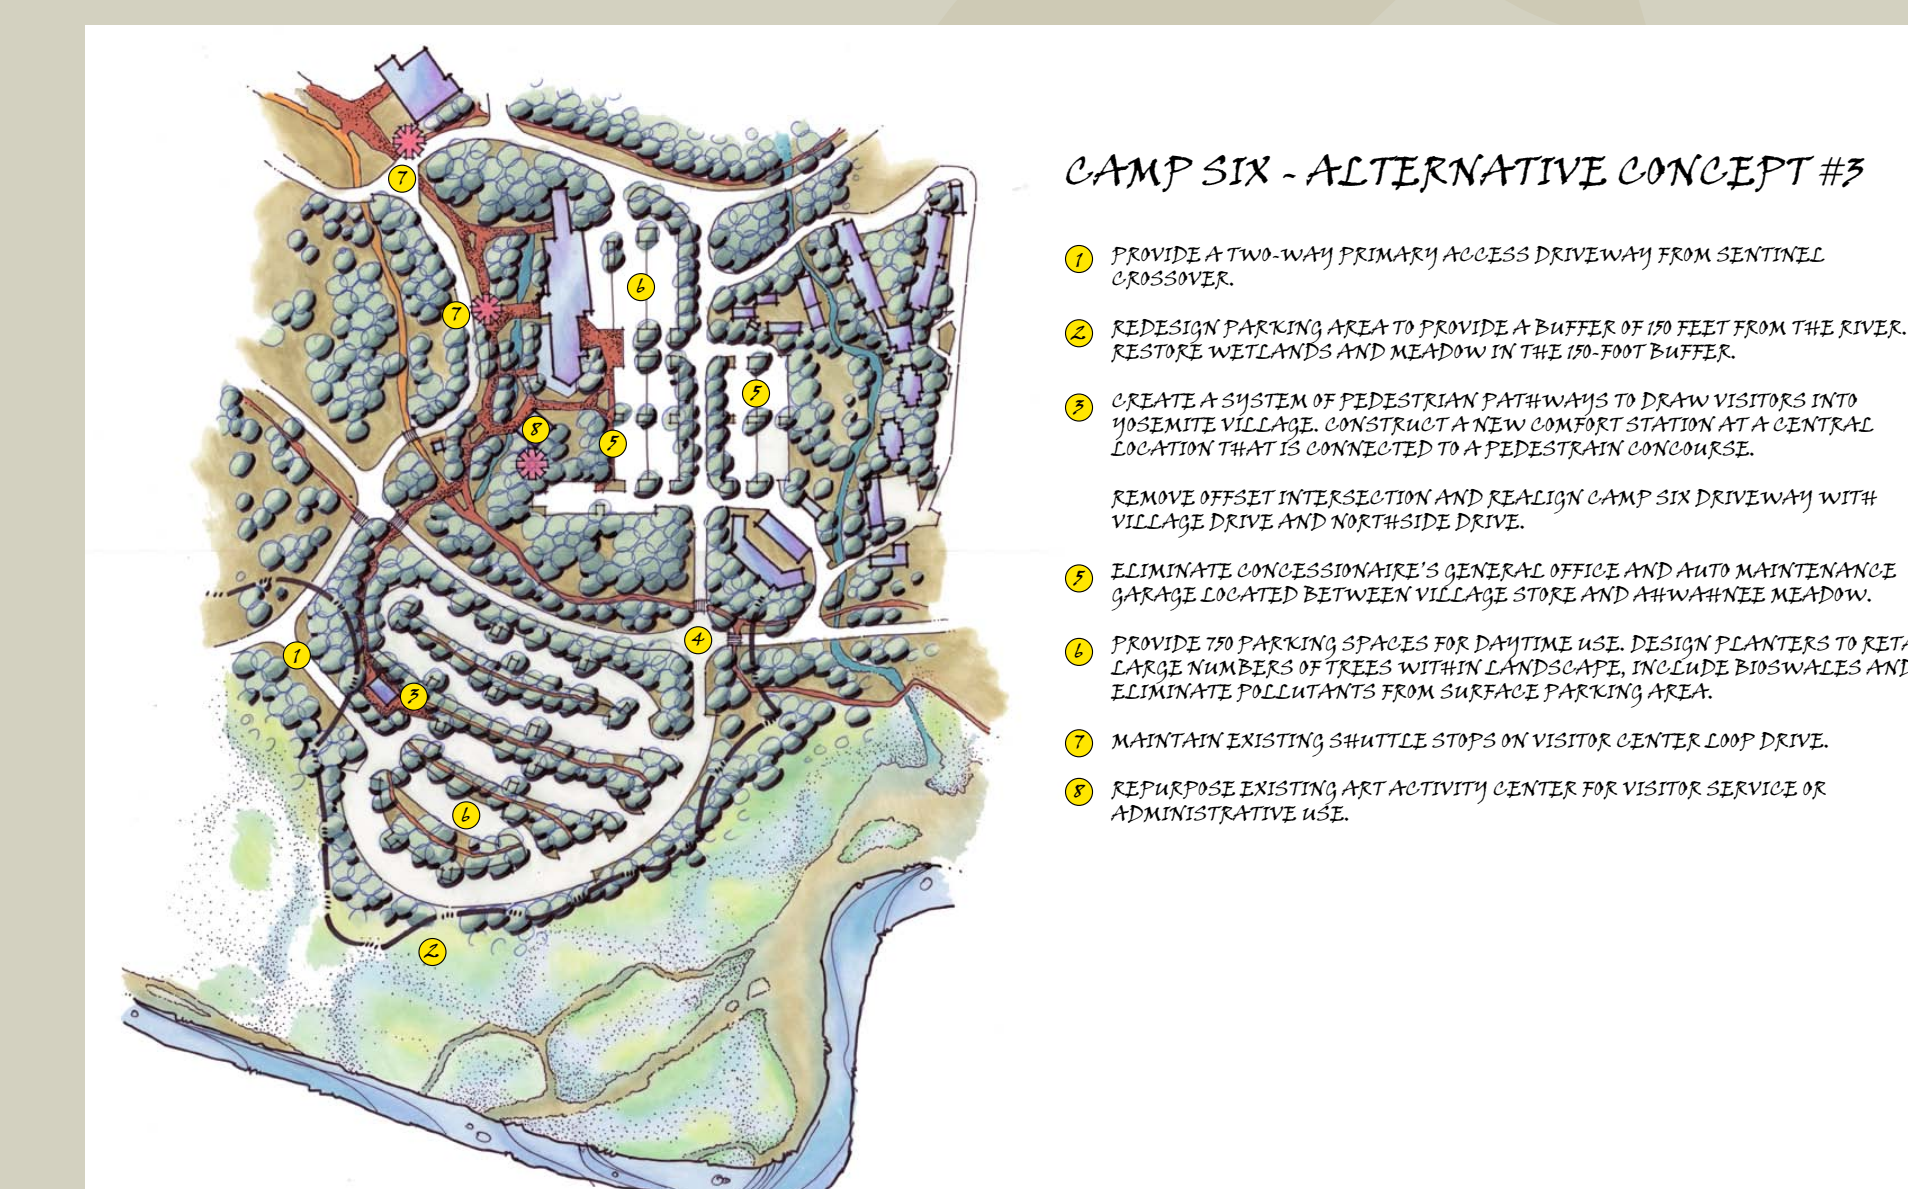 CAMP SIX - ALTERNATIVE CONCEPT #3
1 PROVIDE A TWO-WAY PRIMARY ACCESS DRIVEWAY FROM SENTINEL
CROSSOVER.
2 REDESIGN PARKING AREA TO PROVIDE A BUFFER OF 150 FEET FROM THE RIVER.
RESTORE WETLANDS AND MEADOW IN THE 150-FOOT BUFFER.
3 CREATE A SYSTEM OF PEDESTRIAN PATHWAYS TO DRAW VISITORS INTO
YOSEMITE VILLAGE. CONSTRUCT A NEW COMFORT STATION AT A CENTRAL
LOCATION THAT IS CONNECTED TO A PEDESTRAIN CONCOURSE.
REMOVE OFFSET INTERSECTION AND REALIGN CAMP SIX DRIVEWAY WITH
VILLAGE DRIVE AND NORTHSIDE DRIVE.
5 ELIMINATE CONCESSIONAIRE'S GENERAL OFFICE AND AUTO MAINTENANCE
GARAGE LOCATED BETWEEN VILLAGE STORE AND AHWAHNEE MEADOW.
6 PROVIDE 750 PARKING SPACES FOR DAYTIME USE. DESIGN PLANTERS TO RETA
LARGE NUMBERS OF TREES WITHIN LANDSCAPE, INCLUDE BIOSWALES AND
ELIMINATE POLLUTANTS FROM SURFACE PARKING AREA.
7 MAINTAIN EXISTING SHUTTLE STOPS ON VISITOR CENTER LOOP DRIVE.
8 REPURPOSE EXISTING ART ACTIVITY CENTER FOR VISITOR SERVICE OR
ADMINISTRATIVE USE.
7
6
7
5
8
5
4
1
3
6
2